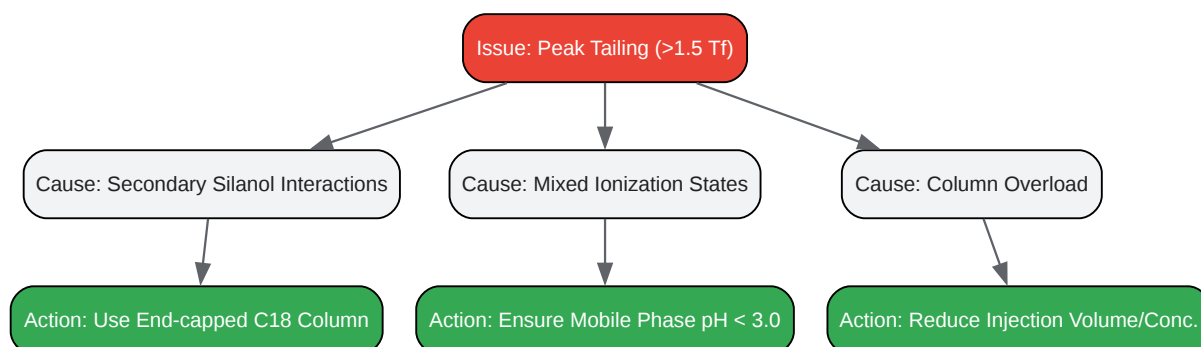 Issue: Peak Tailing (>1.5 Tf)
Cause: Secondary Silanol Interactions
Cause: Mixed Ionization States
Cause: Column Overload
Action: Use End-capped C18 Column
Action: Ensure Mobile Phase pH < 3.0
Action: Reduce Injection Volume/Conc.